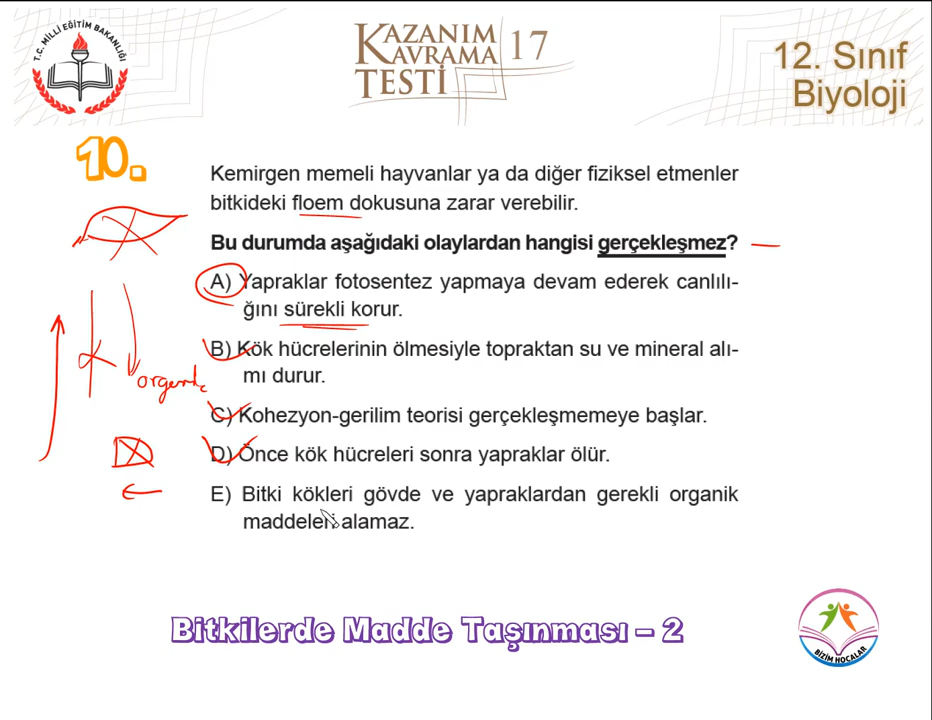 T.C. MİLLİ EĞİTİM BAKANLIĞI
KAZANIM
KAVRAMA
TESTİ
17
12. Sınıf
Biyoloji
10.
Kemirgen memeli hayvanlar ya da diğer fiziksel etmenler
bitkideki floem dokusuna zarar verebilir.
Bu durumda aşağıdaki olaylardan hangisi gerçekleşmez?
A) Yapraklar fotosentez yapmaya devam ederek canlılı-
ğını sürekli korur.
B) Kök hücrelerinin ölmesiyle topraktan su ve mineral alı-
mı durur.
C) Kohezyon-gerilim teorisi gerçekleşmemeye başlar.
D) Önce kök hücreleri sonra yapraklar ölür.
E) Bitki kökleri gövde ve yapraklardan gerekli organik
maddeleri alamaz.
Bitkilerde Madde Taşınması – 2
BİZİM HOCALAR